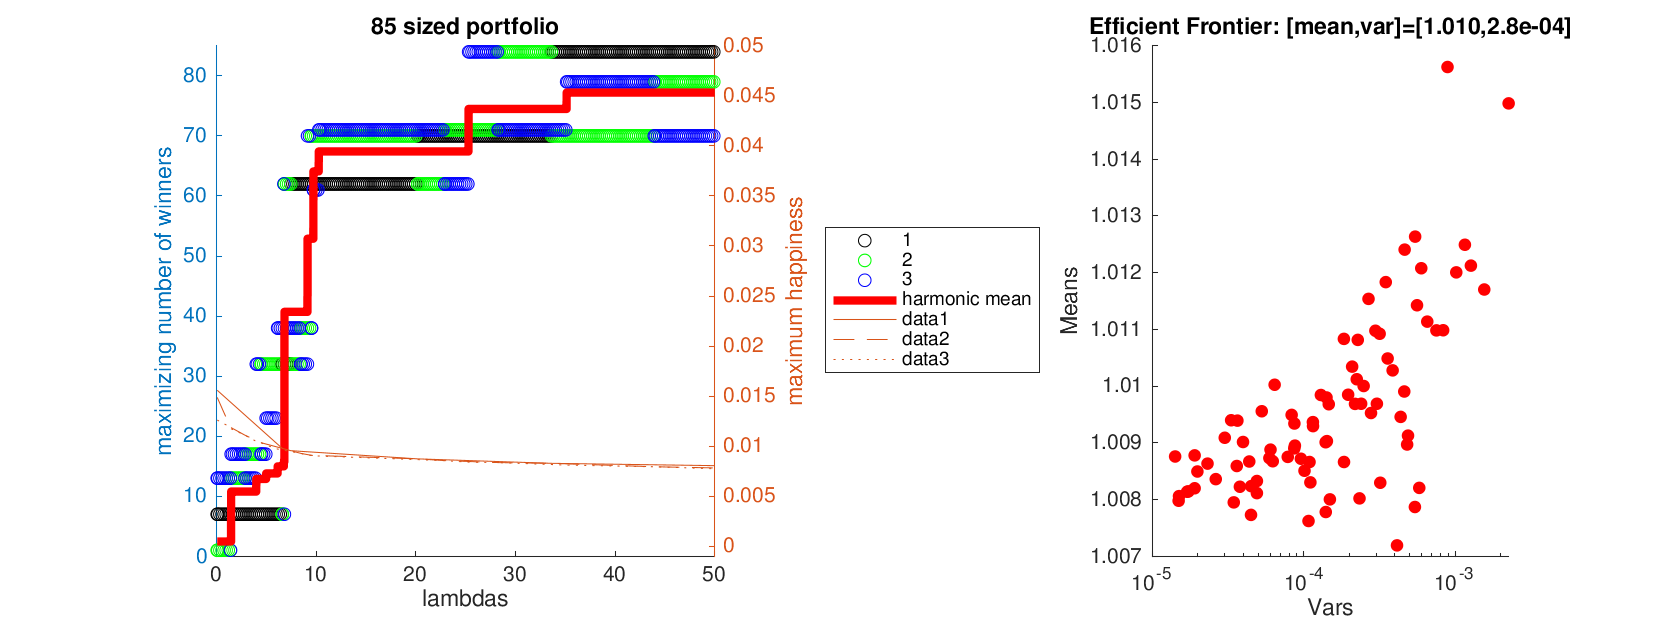 85 sized portfolio
maximizing number of winners
80
70
60
50
40
30
20
10
0
0 10 20 30 40 50
lambdas
0.05
0.045
0.04
0.035
0.03
0.025
0.02
0.015
0.01
0.005
0
maximum happiness
1
2
3
harmonic mean
data1
data2
data3
Efficient Frontier: [mean,var]=[1.010,2.8e-04]
Means
1.016
1.015
1.014
1.013
1.012
1.011
1.01
1.009
1.008
1.007
10-5 10-4 10-3
Vars